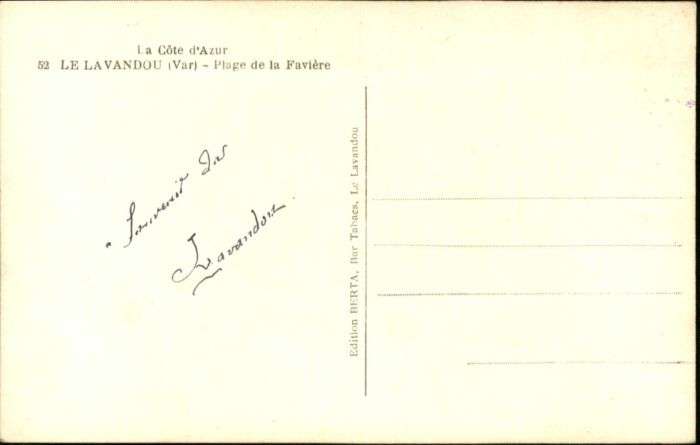 La Côte d'Azur
52 LE LAVANDOU (Var) - Plage de la Favière
Souvenir du
Lavandou
Edition BERTA, Bar Tabacs, Le Lavandou